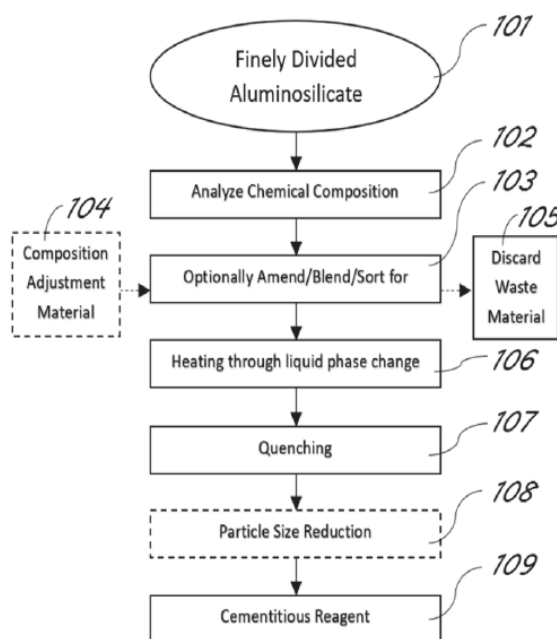 101
Finely Divided
Aluminosilicate
102
Analyze Chemical Composition
103
104
Composition
Adjustment
Material
Optionally Amend/Blend/Sort for
105
Discard
Waste
Material
Heating through liquid phase change
106
Quenching
107
108
Particle Size Reduction
109
Cementitious Reagent